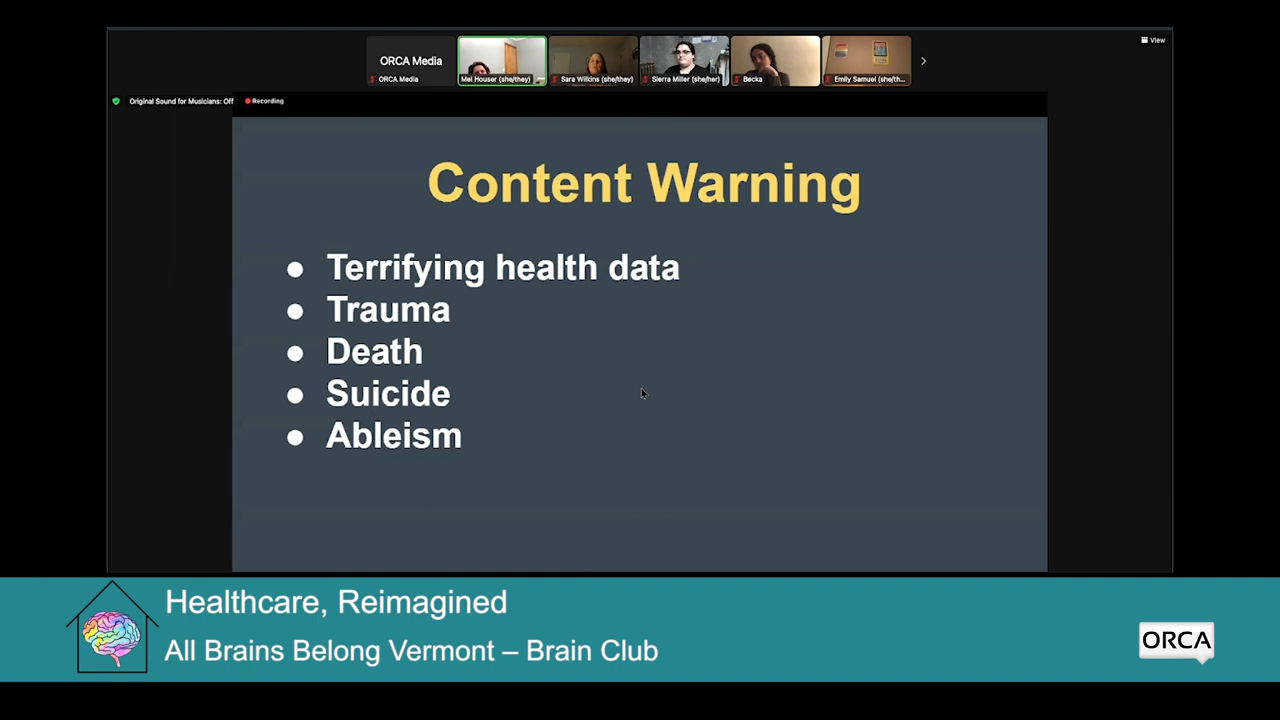 View
ORCA Media
ORCA Media
Mel Houser (she/they)
Sara Wilkins (she/they)
Sierra Miller (she/her)
Becka
Emily Samuel (she/th...
Original Sound for Musicians: Off
Recording
Content Warning
● Terrifying health data
● Trauma
● Death
● Suicide
● Ableism
Healthcare, Reimagined
All Brains Belong Vermont – Brain Club
ORCA